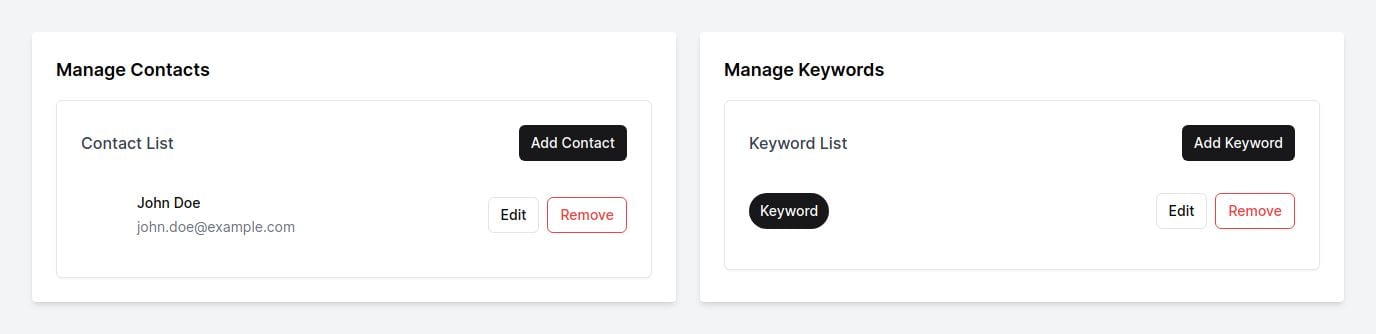 Manage Contacts
Contact List
Add Contact
John Doe
john.doe@example.com
Edit
Remove
Manage Keywords
Keyword List
Add Keyword
Keyword
Edit
Remove